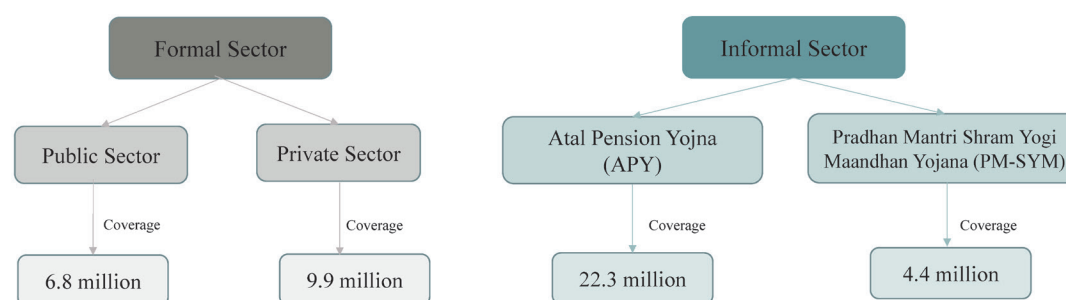 Formal Sector
Informal Sector
Public Sector
Private Sector
Atal Pension Yojna
(APY)
Pradhan Mantri Shram Yogi
Maandhan Yojana (PM-SYM)
Coverage
Coverage
Coverage
Coverage
6.8 million
9.9 million
22.3 million
4.4 million